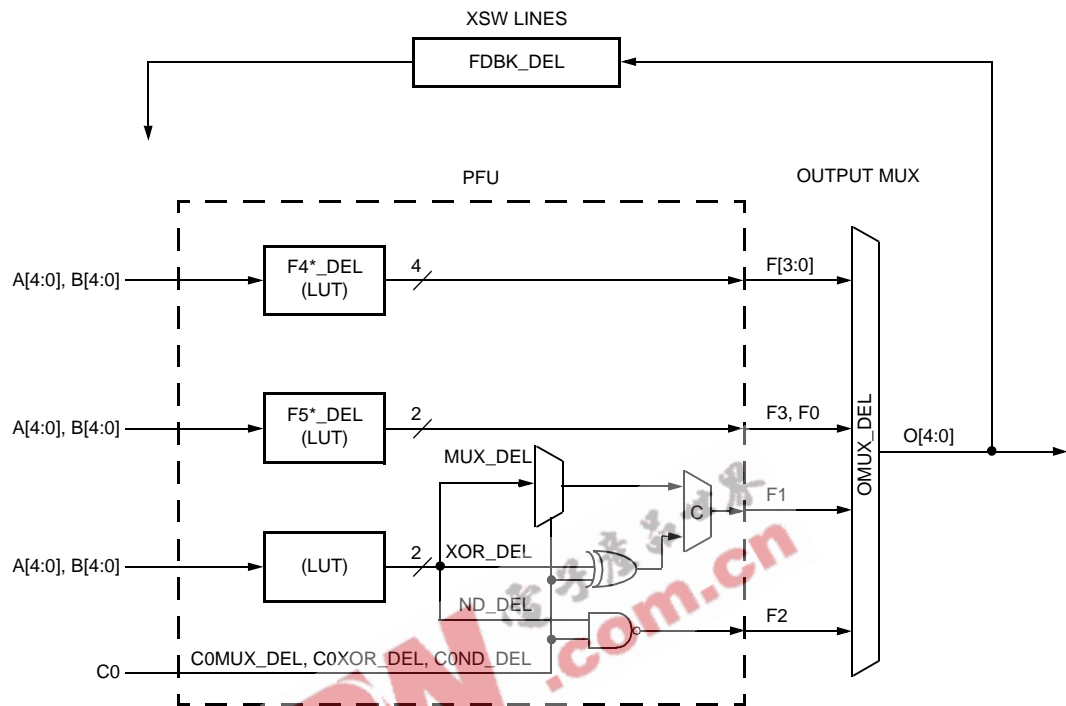 XSW LINES
FDBK_DEL
PFU
OUTPUT MUX
A[4:0], B[4:0]
F4*_DEL
(LUT)
4
F[3:0]
A[4:0], B[4:0]
F5*_DEL
(LUT)
2
F3, F0
OMUX_DEL
O[4:0]
MUX_DEL
C
F1
A[4:0], B[4:0]
(LUT)
2
XOR_DEL
ND_DEL
F2
C0
C0MUX_DEL, C0XOR_DEL, C0ND_DEL
.com.cn